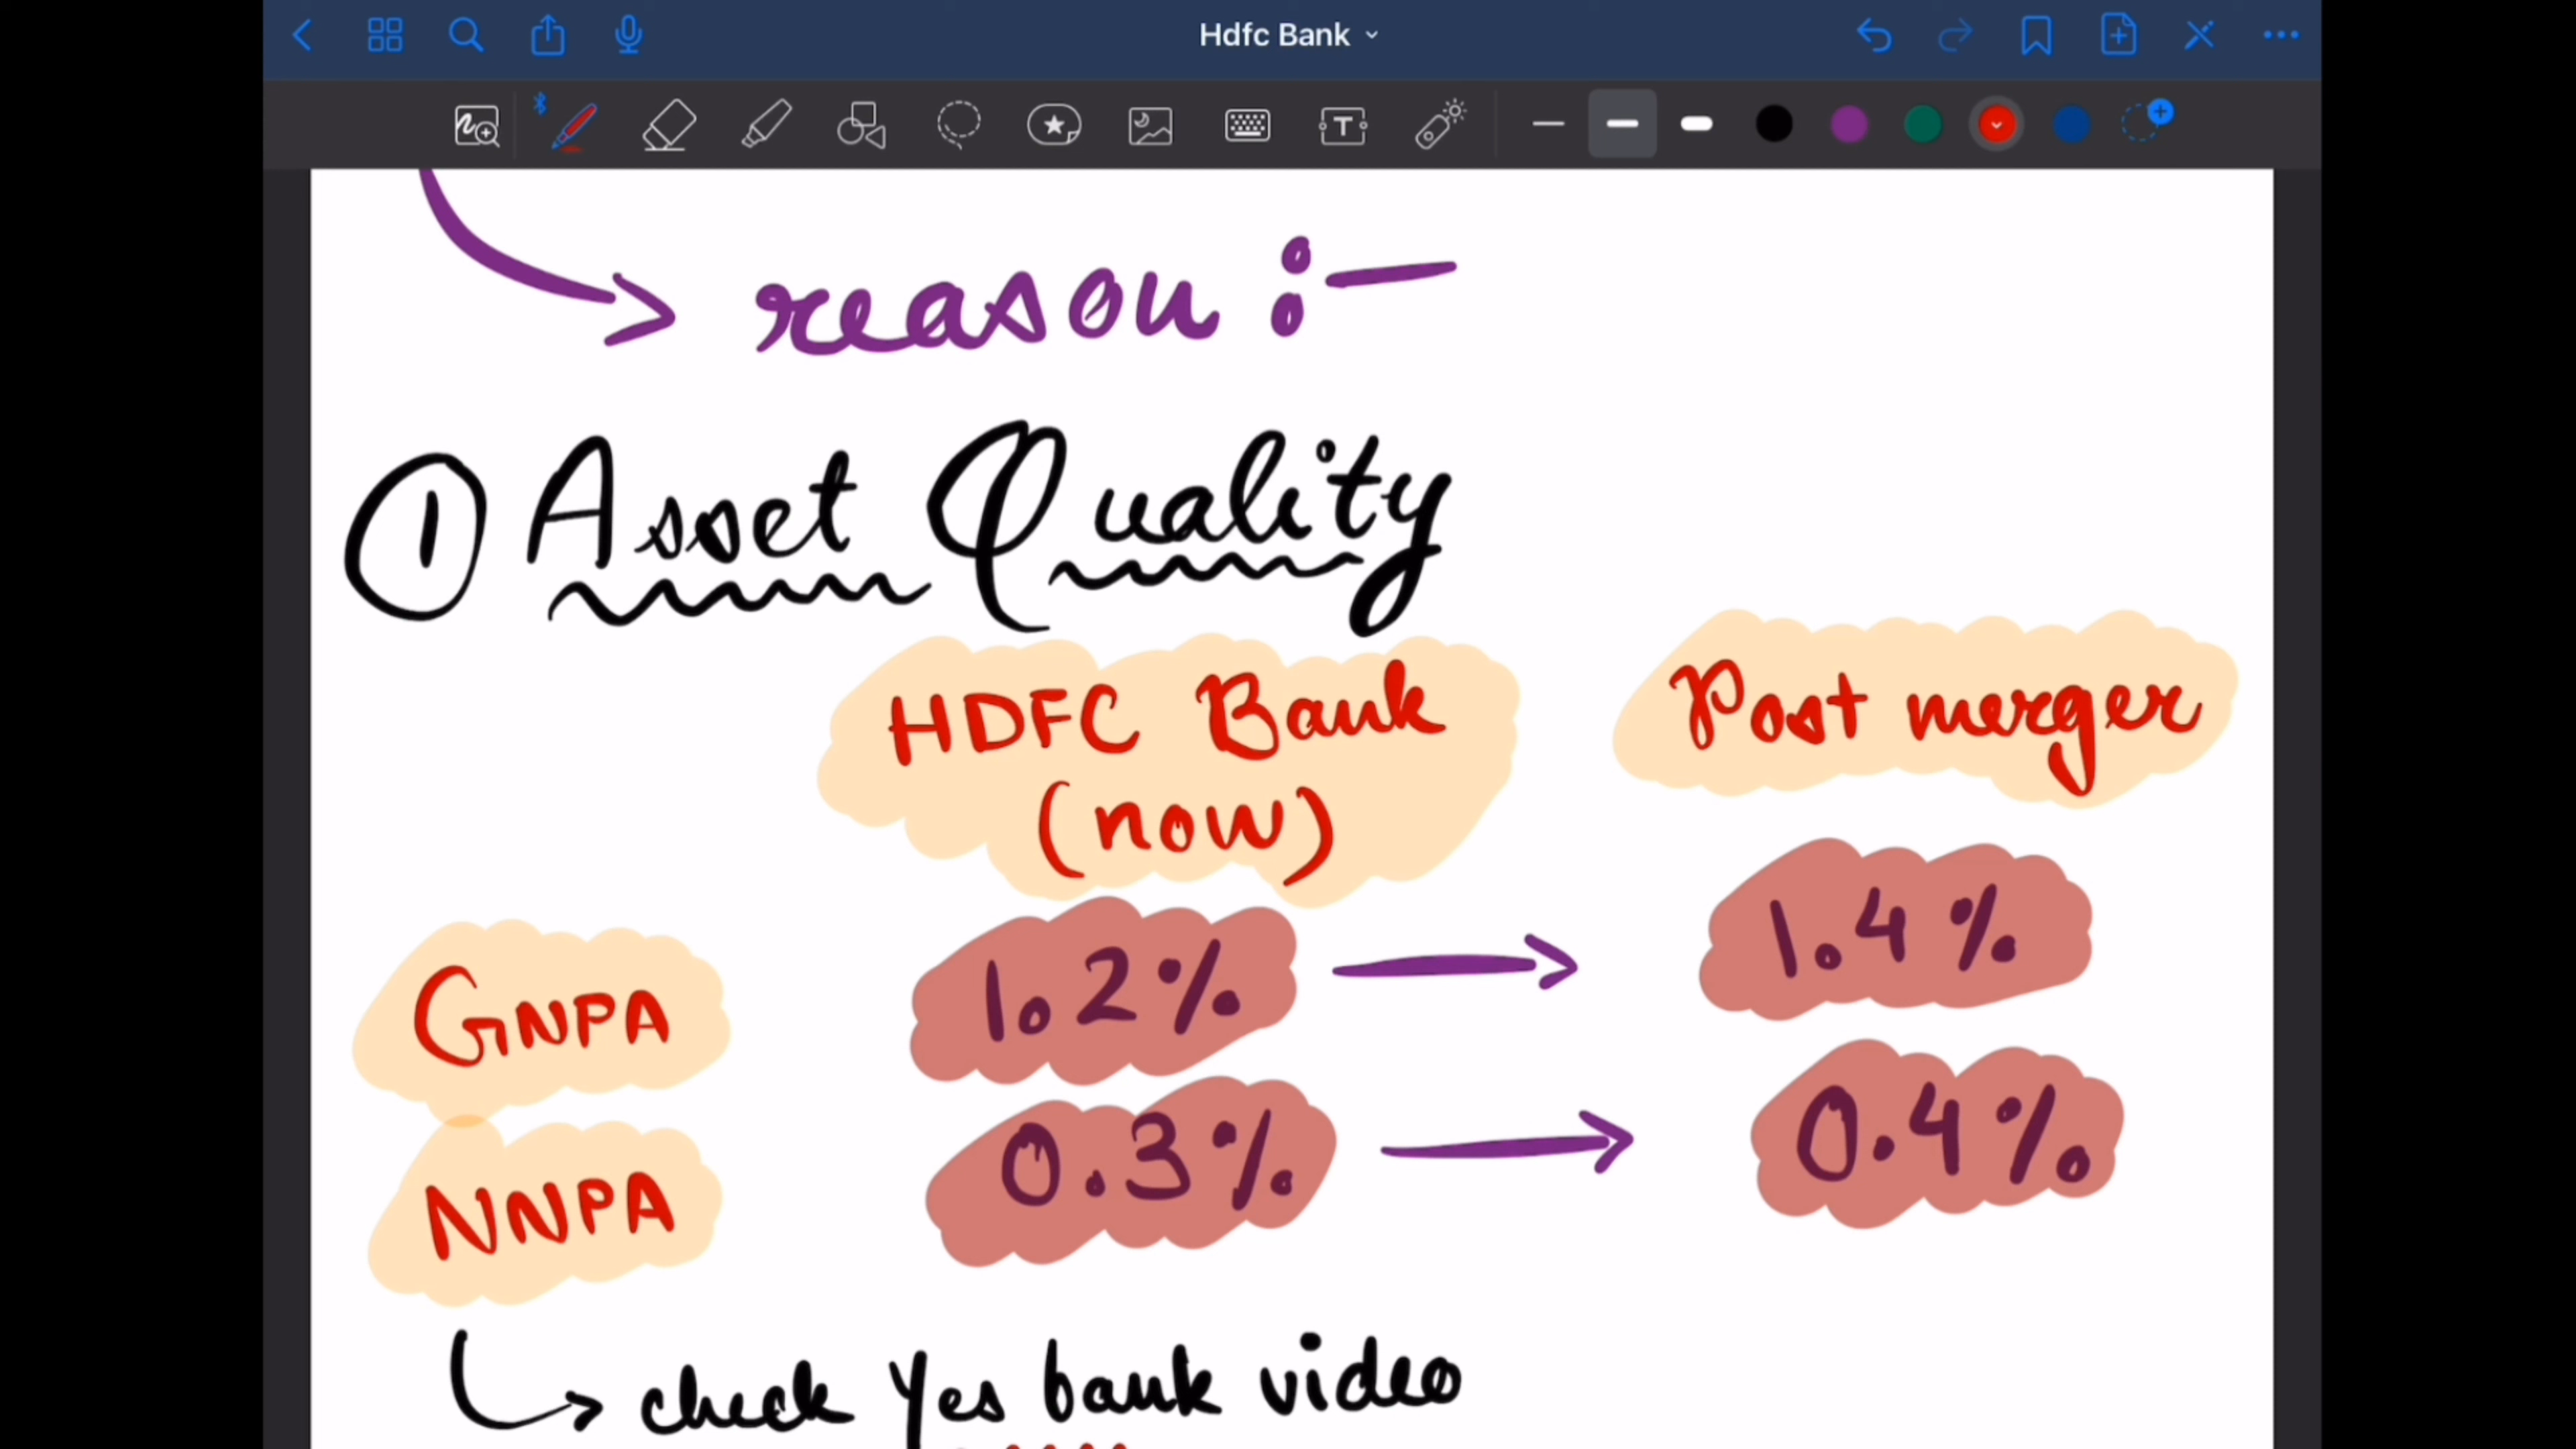 Hdfc Bank
reason :-
① Asset Quality
HDFC Bank Post merger
(now)
GNPA 1.2% 1.4%
NNPA 0.3% 0.4%
check Yes bank video